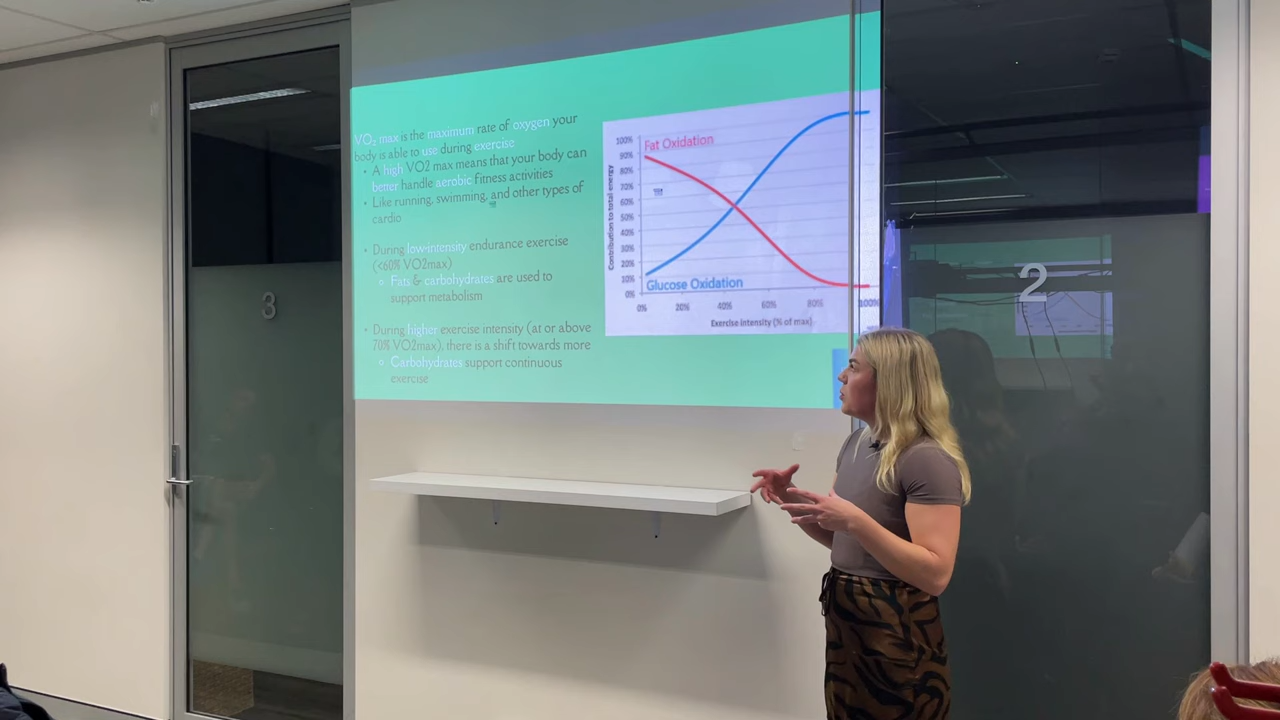 VO₂ max is the maximum rate of oxygen your
body is able to use during exercise
• A high VO2 max means that your body can
better handle aerobic fitness activities
• Like running, swimming, and other types of
cardio
• During low-intensity endurance exercise
(<60% VO2max)
○ Fats & carbohydrates are used to
support metabolism
• During higher exercise intensity (at or above
70% VO2max), there is a shift towards more
○ Carbohydrates support continuous
exercise
Fat Oxidation
Glucose Oxidation
Contribution to total energy
100%
90%
80%
70%
60%
50%
40%
30%
20%
10%
0%
0% 20% 40% 60% 80% 100%
Exercise intensity (% of max)
3
2